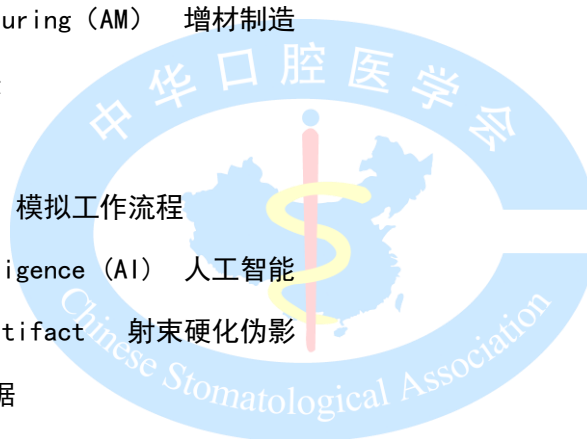 uring（AM） 增材制造
中华口腔医学会
模拟工作流程
igence（AI） 人工智能
tifact 射束硬化伪影
据
Chinese Stomatological Association